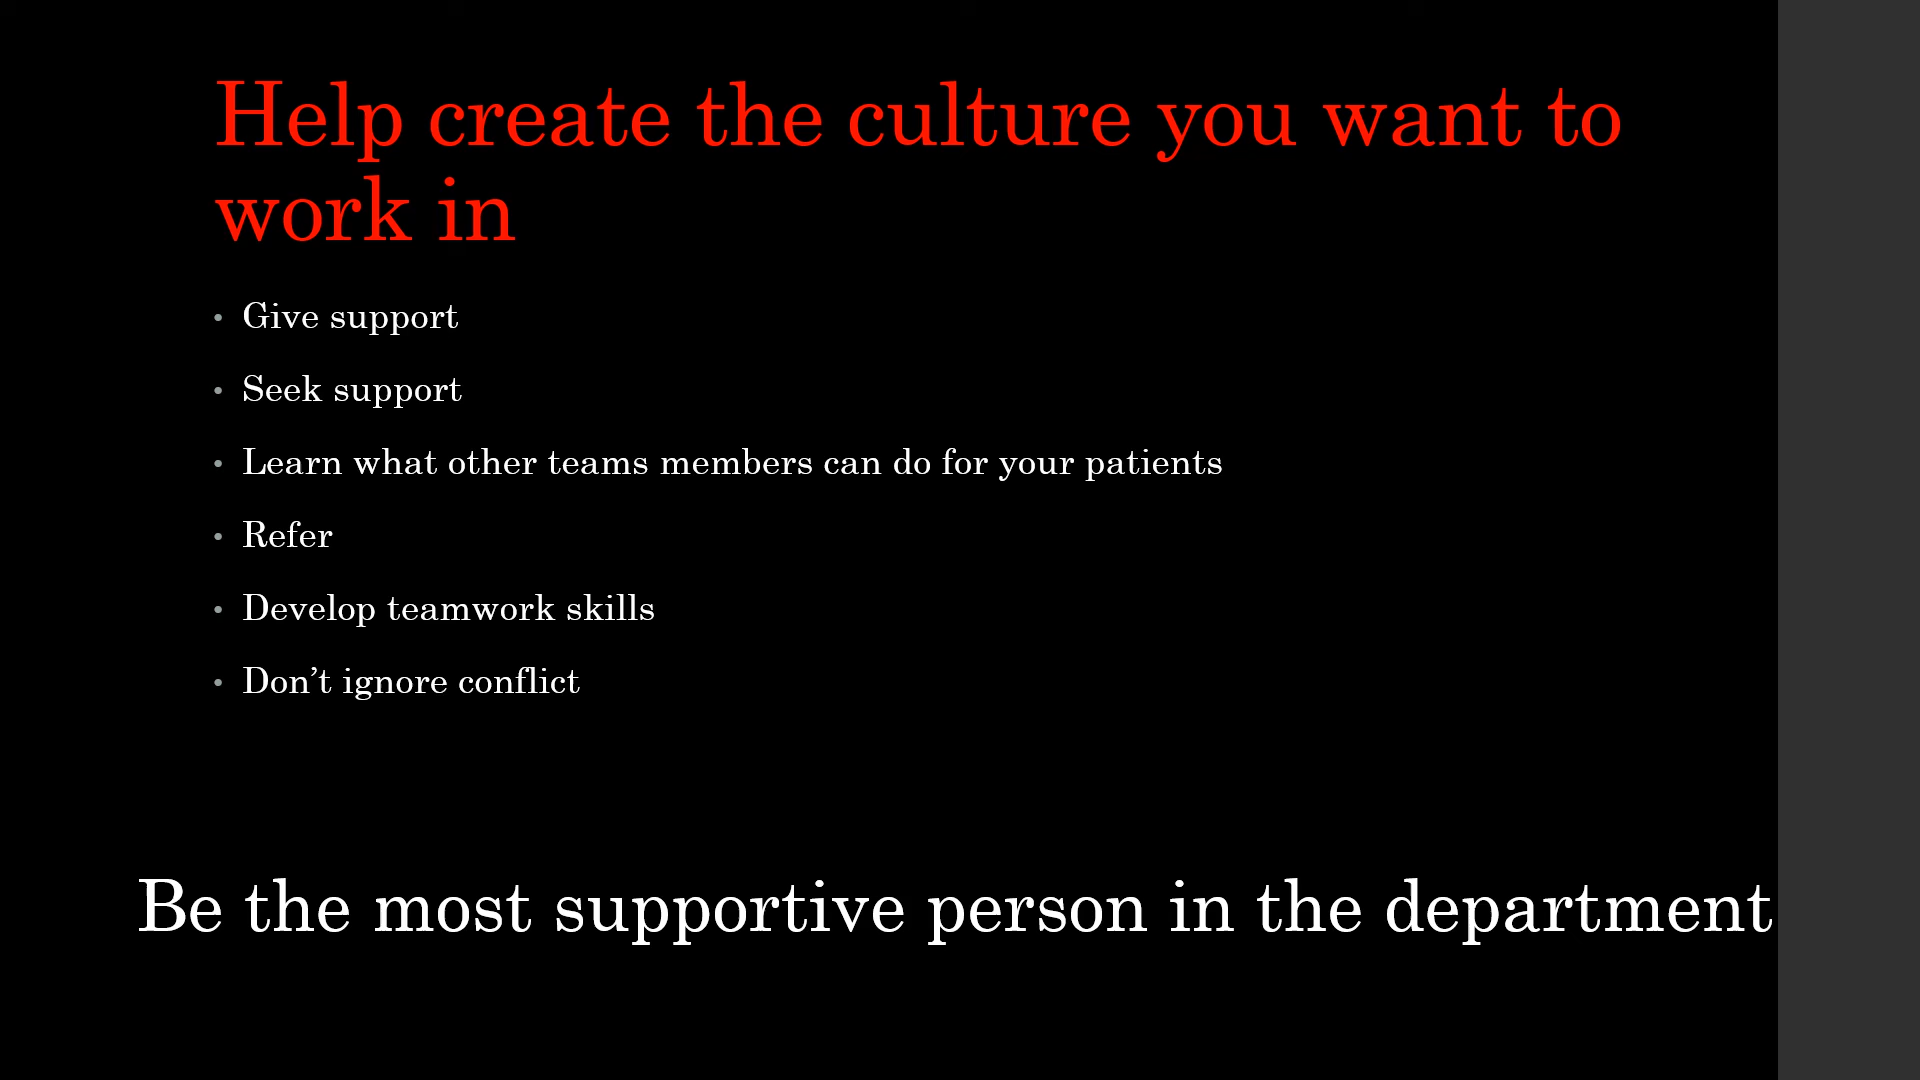 Help create the culture you want to
work in
• Give support
• Seek support
• Learn what other teams members can do for your patients
• Refer
• Develop teamwork skills
• Don’t ignore conflict
Be the most supportive person in the department